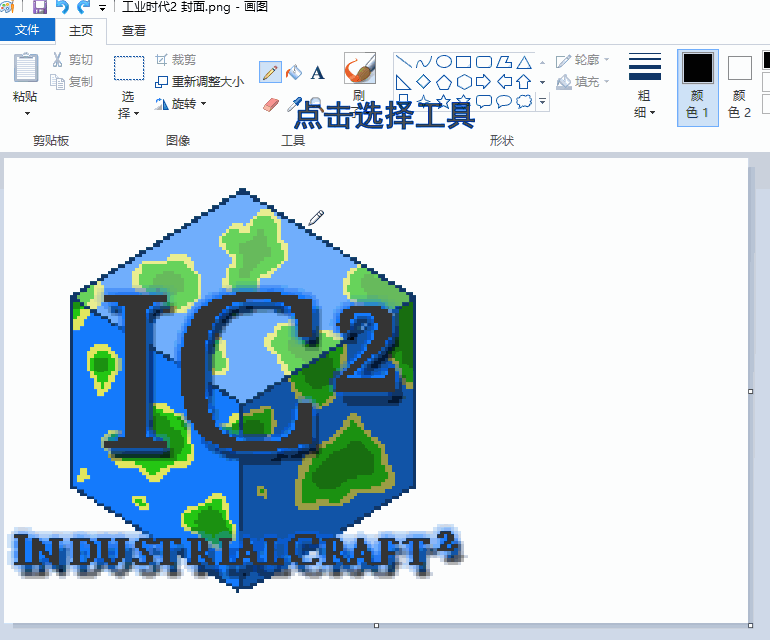 工业时代2 封面.png - 画图
文件 主页 查看
粘贴
剪切
复制
剪贴板
选择
裁剪
重新调整大小
旋转
图像
A
刷
工具
点击选择工具
轮廓
填充
形状
粗细
颜色 1
颜色 2
IC²
INDUSTRIALCRAFT²